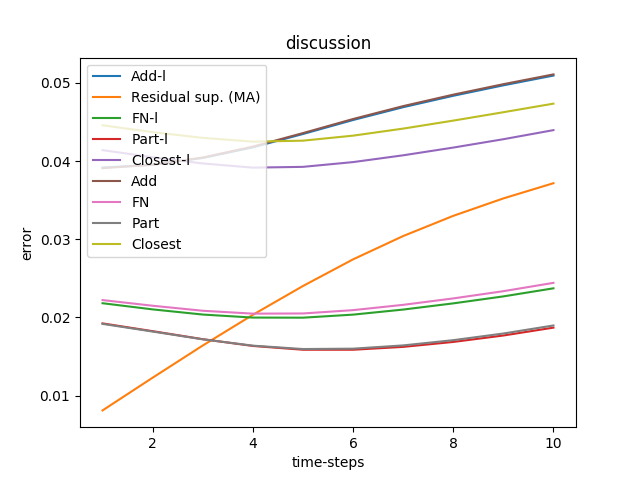 discussion
Add-l
Residual sup. (MA)
FN-l
Part-l
Closest-l
Add
FN
Part
Closest
0.05
0.04
0.03
0.02
0.01
error
2 4 6 8 10
time-steps